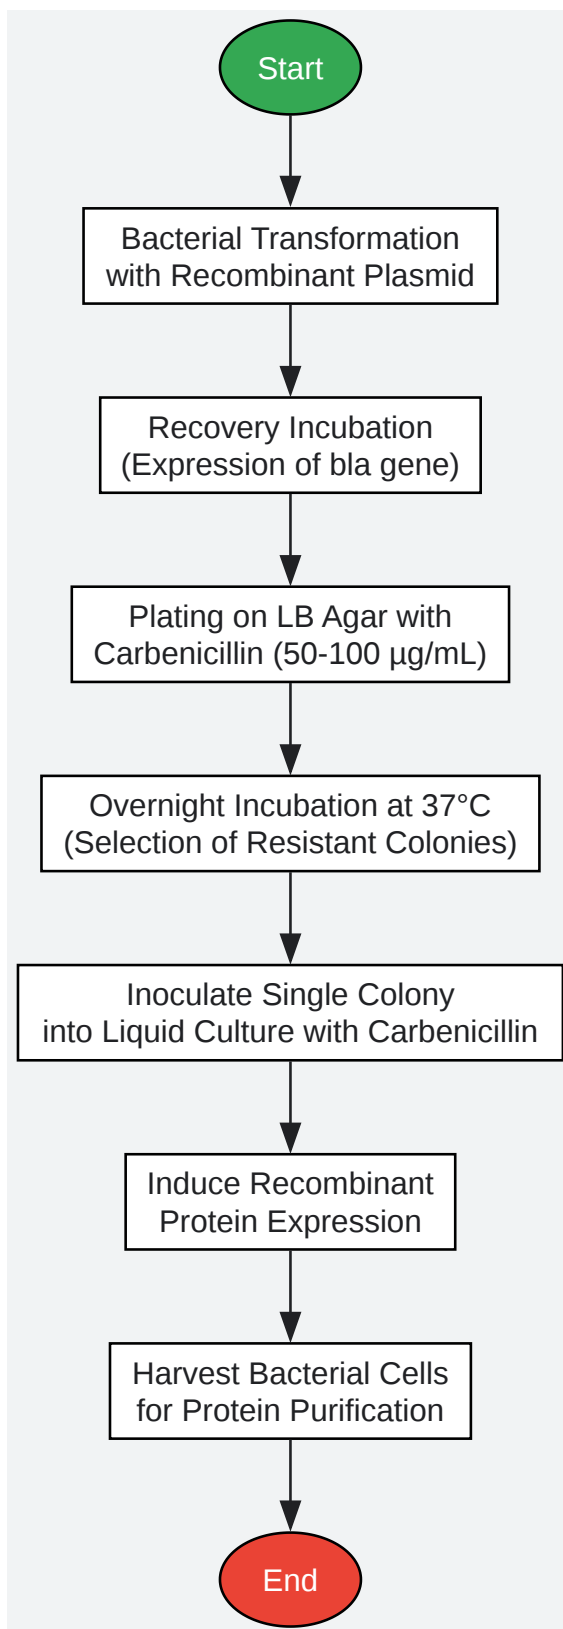 Start
Bacterial Transformation
with Recombinant Plasmid
Recovery Incubation
(Expression of bla gene)
Plating on LB Agar with
Carbenicillin (50-100 µg/mL)
Overnight Incubation at 37°C
(Selection of Resistant Colonies)
Inoculate Single Colony
into Liquid Culture with Carbenicillin
Induce Recombinant
Protein Expression
Harvest Bacterial Cells
for Protein Purification
End